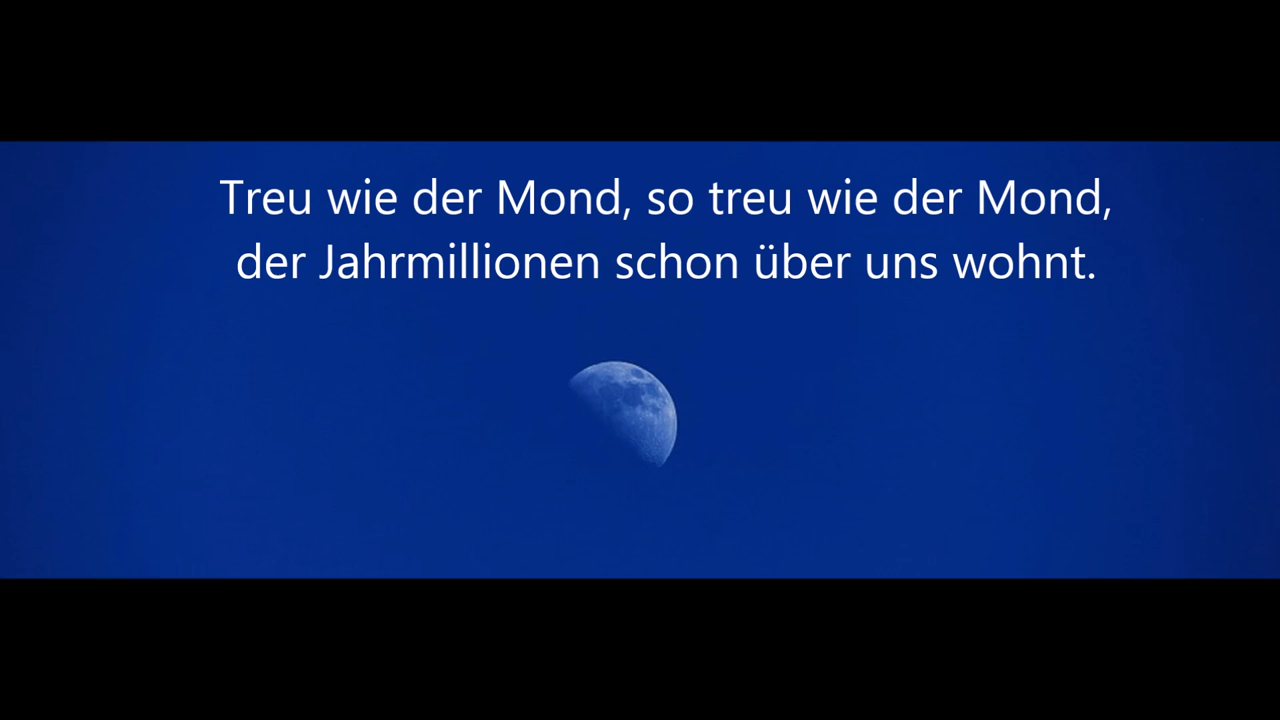 Treu wie der Mond, so treu wie der Mond,
der Jahrmillionen schon über uns wohnt.